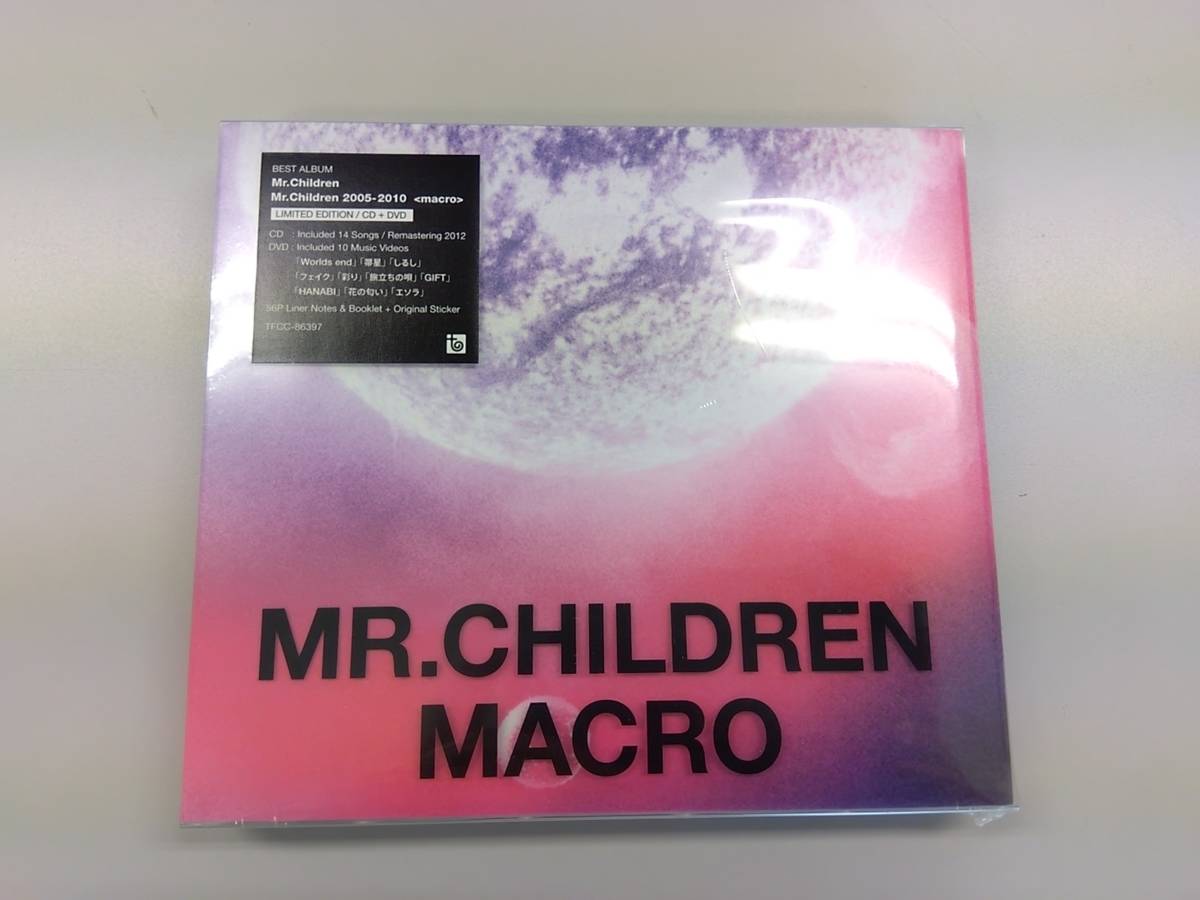 BEST ALBUM
Mr.Children
Mr.Children 2005-2010 <macro>
LIMITED EDITION / CD + DVD
CD : Included 14 Songs / Remastering 2012
DVD : Included 10 Music Videos
「Worlds end」「箒星」「しるし」
「フェイク」「彩り」「旅立ちの唄」「GIFT」
「HANABI」「花の匂い」「エソラ」
36P Liner Notes & Booklet + Original Sticker
TFCC-86397
MR.CHILDREN
MACRO